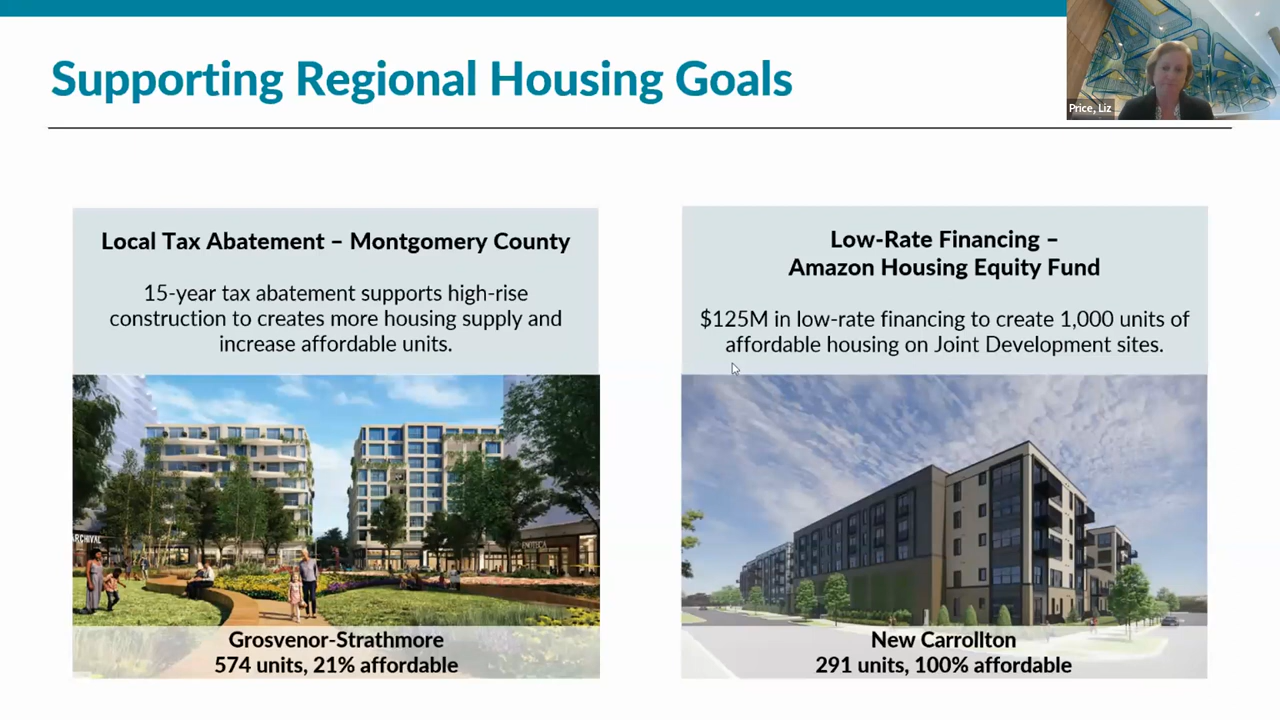 Supporting Regional Housing Goals
Price, Liz
Local Tax Abatement – Montgomery County
15-year tax abatement supports high-rise
construction to creates more housing supply and
increase affordable units.
ARCHIVAL
Grosvenor-Strathmore
574 units, 21% affordable
Low-Rate Financing –
Amazon Housing Equity Fund
$125M in low-rate financing to create 1,000 units of
affordable housing on Joint Development sites.
New Carrollton
291 units, 100% affordable